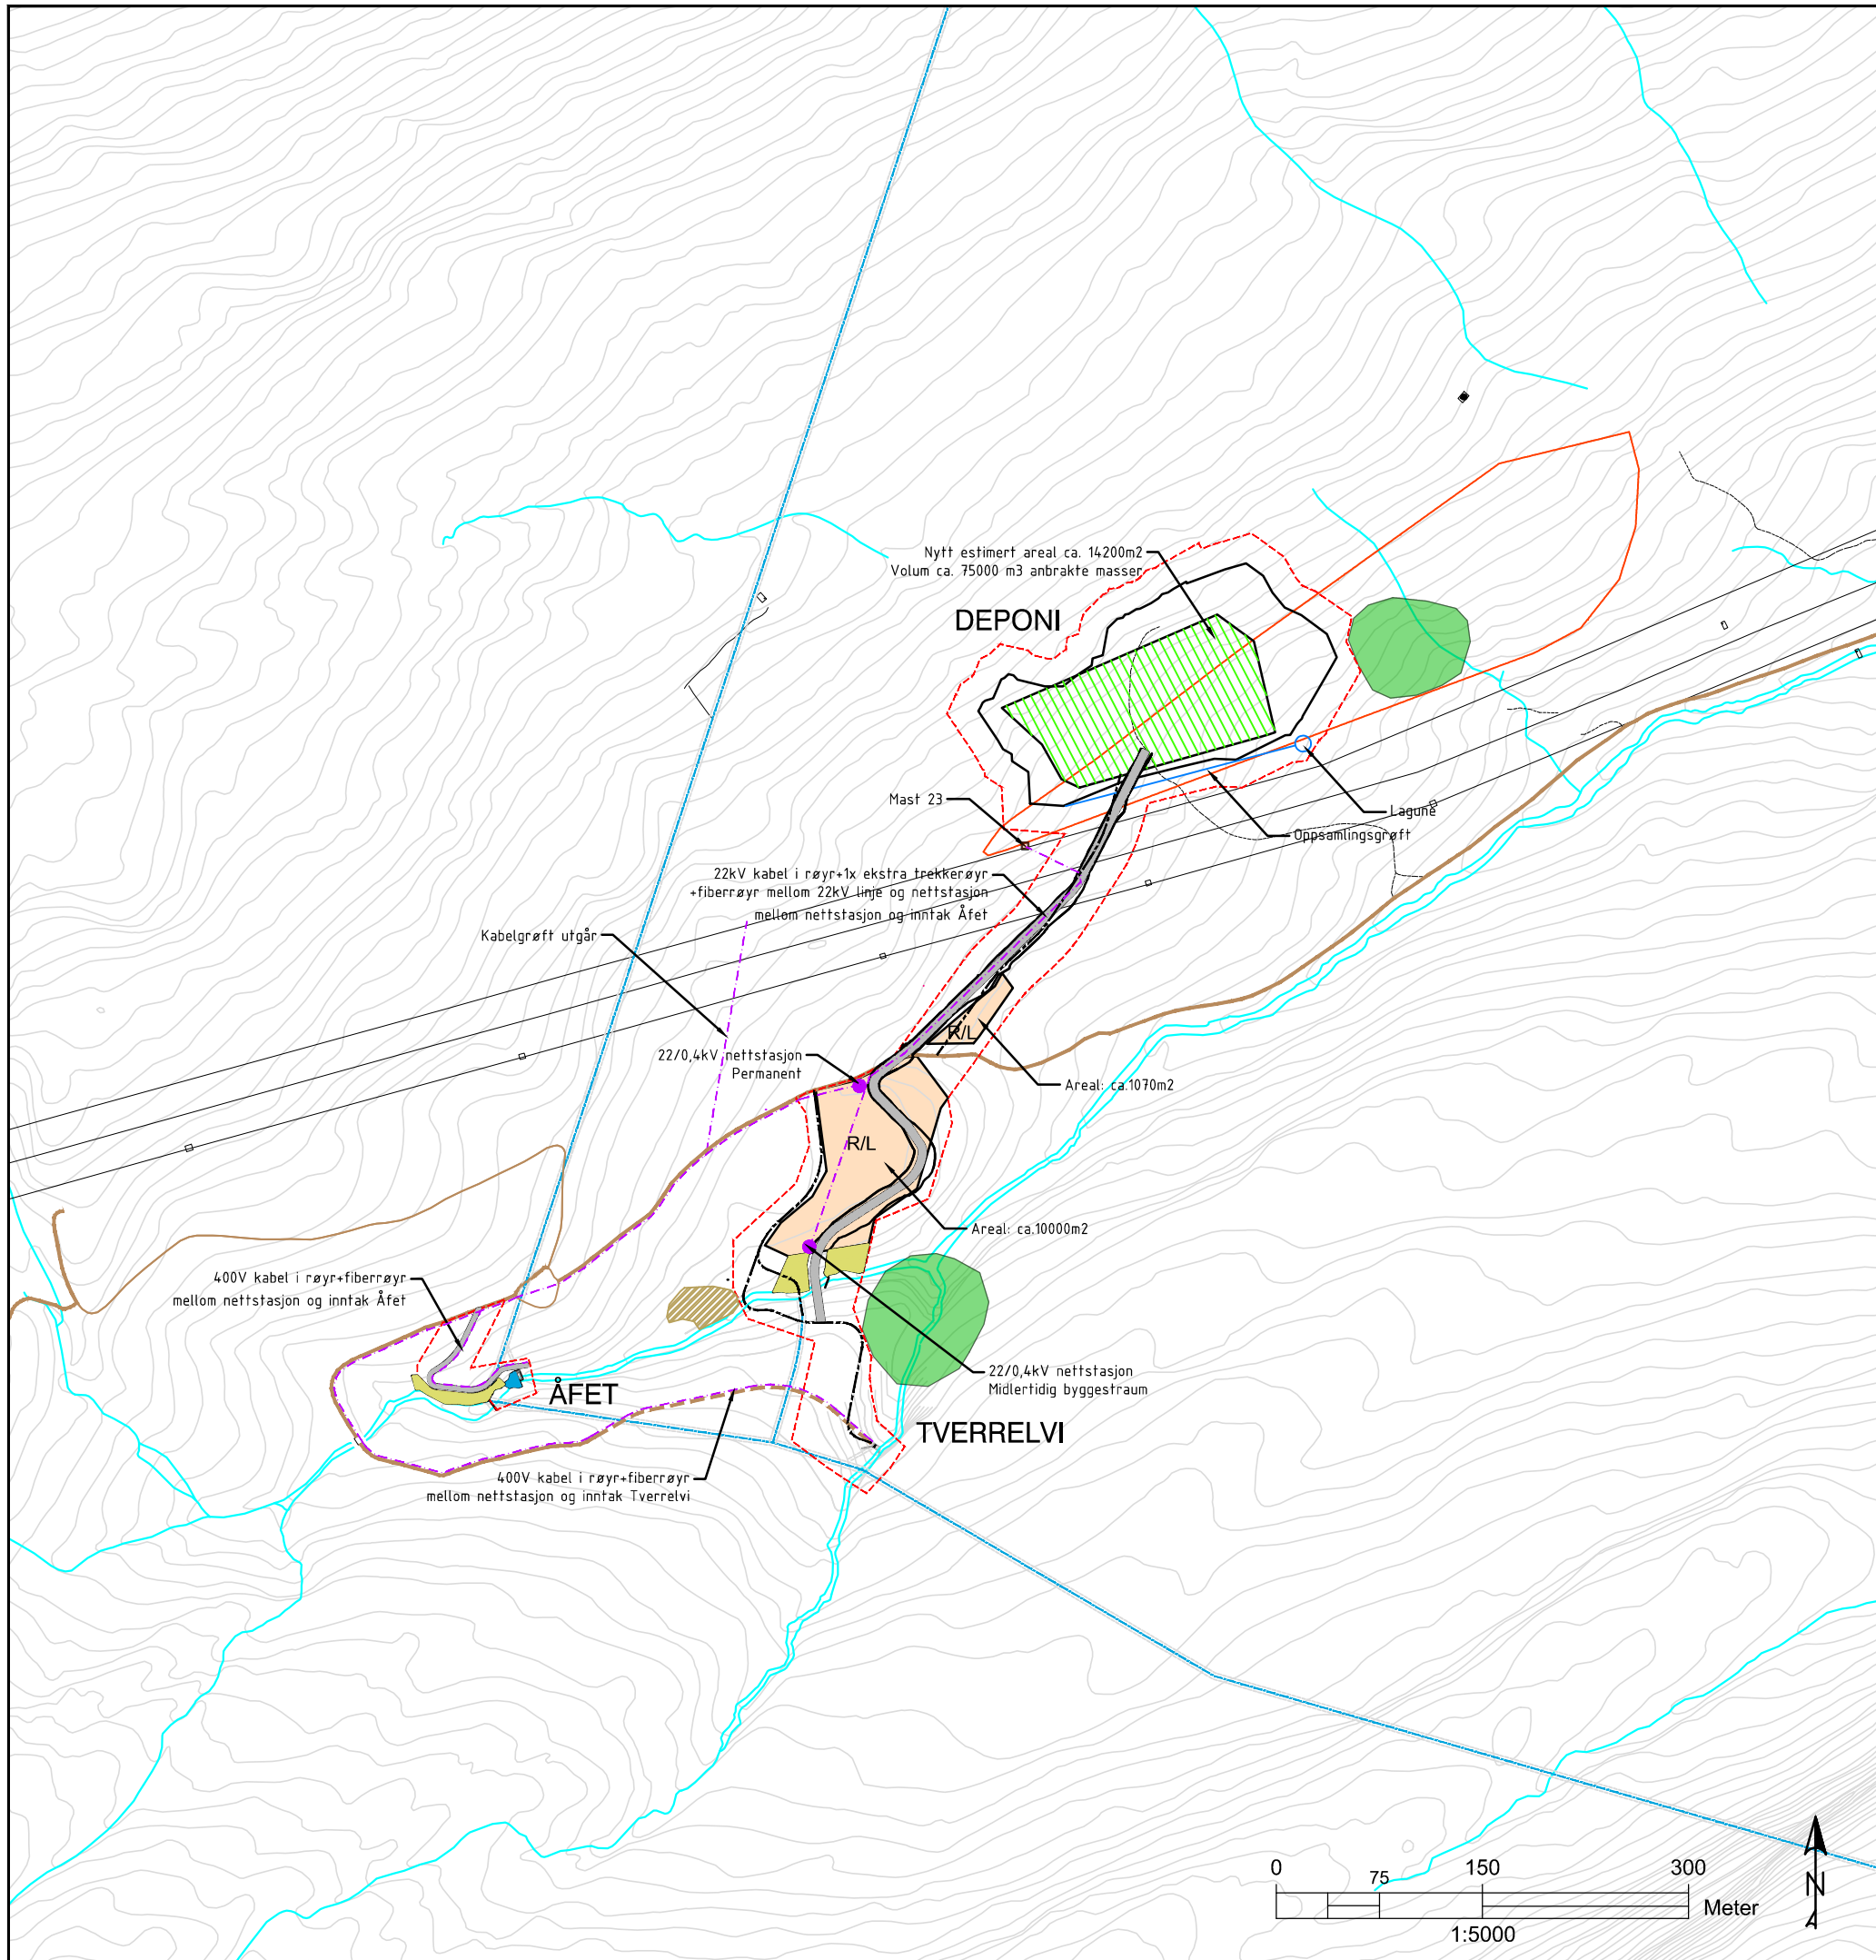 Nytt estimert areal ca. 14200m2
Volum ca. 75000 m3 anbrakte masser
DEPONI
Mast 23
Lagune
Oppsamlingsgrøft
22kV kabel i røyr+1x ekstra trekkerøyr
+fiberrøyr mellom 22kV linje og nettstasjon
mellom nettstasjon og inntak Åfet
Kabelgrøft utgår
R/L
22/0,4kV nettstasjon
Permanent
Areal: ca.1070m2
R/L
Areal: ca.10000m2
400V kabel i røyr+fiberrøyr
mellom nettstasjon og inntak Åfet
22/0,4kV nettstasjon
Midlertidig byggestraum
ÅFET
TVERRELVI
400V kabel i røyr+fiberrøyr
mellom nettstasjon og inntak Tverrelvi
0 75 150 300
Meter
1:5000
N